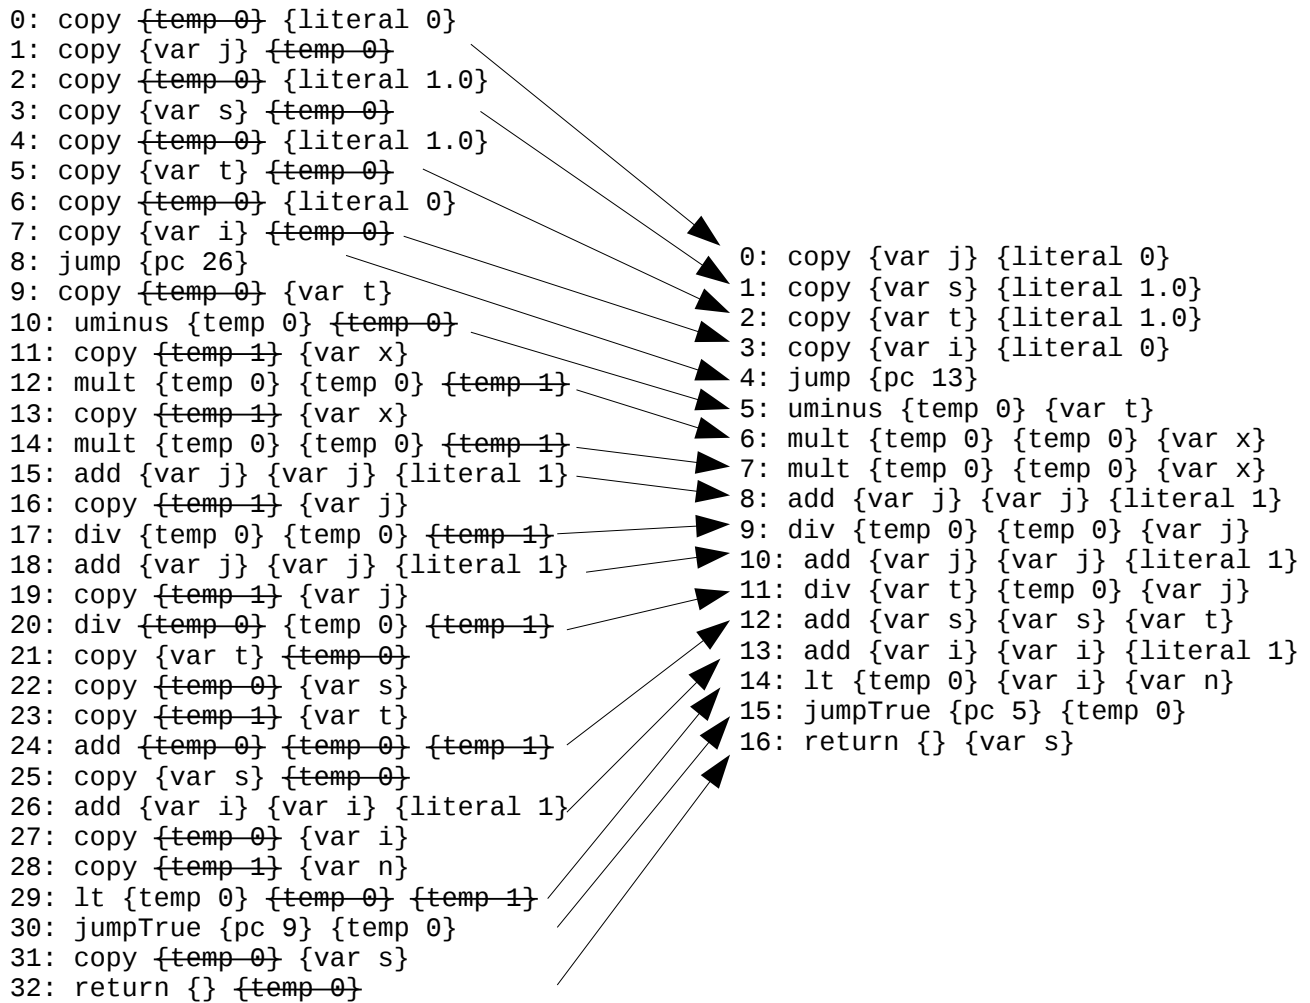 0: copy {temp 0} {literal 0}
1: copy {var j} {temp 0}
2: copy {temp 0} {literal 1.0}
3: copy {var s} {temp 0}
4: copy {temp 0} {literal 1.0}
5: copy {var t} {temp 0}
6: copy {temp 0} {literal 0}
7: copy {var i} {temp 0}
8: jump {pc 26}
9: copy {temp 0} {var t}
10: uminus {temp 0} {temp 0}
11: copy {temp 1} {var x}
12: mult {temp 0} {temp 0} {temp 1}
13: copy {temp 1} {var x}
14: mult {temp 0} {temp 0} {temp 1}
15: add {var j} {var j} {literal 1}
16: copy {temp 1} {var j}
17: div {temp 0} {temp 0} {temp 1}
18: add {var j} {var j} {literal 1}
19: copy {temp 1} {var j}
20: div {temp 0} {temp 0} {temp 1}
21: copy {var t} {temp 0}
22: copy {temp 0} {var s}
23: copy {temp 1} {var t}
24: add {temp 0} {temp 0} {temp 1}
25: copy {var s} {temp 0}
26: add {var i} {var i} {literal 1}
27: copy {temp 0} {var i}
28: copy {temp 1} {var n}
29: lt {temp 0} {temp 0} {temp 1}
30: jumpTrue {pc 9} {temp 0}
31: copy {temp 0} {var s}
32: return {} {temp 0}
0: copy {var j} {literal 0}
1: copy {var s} {literal 1.0}
2: copy {var t} {literal 1.0}
3: copy {var i} {literal 0}
4: jump {pc 13}
5: uminus {temp 0} {var t}
6: mult {temp 0} {temp 0} {var x}
7: mult {temp 0} {temp 0} {var x}
8: add {var j} {var j} {literal 1}
9: div {temp 0} {temp 0} {var j}
10: add {var j} {var j} {literal 1}
11: div {var t} {temp 0} {var j}
12: add {var s} {var s} {var t}
13: add {var i} {var i} {literal 1}
14: lt {temp 0} {var i} {var n}
15: jumpTrue {pc 5} {temp 0}
16: return {} {var s}